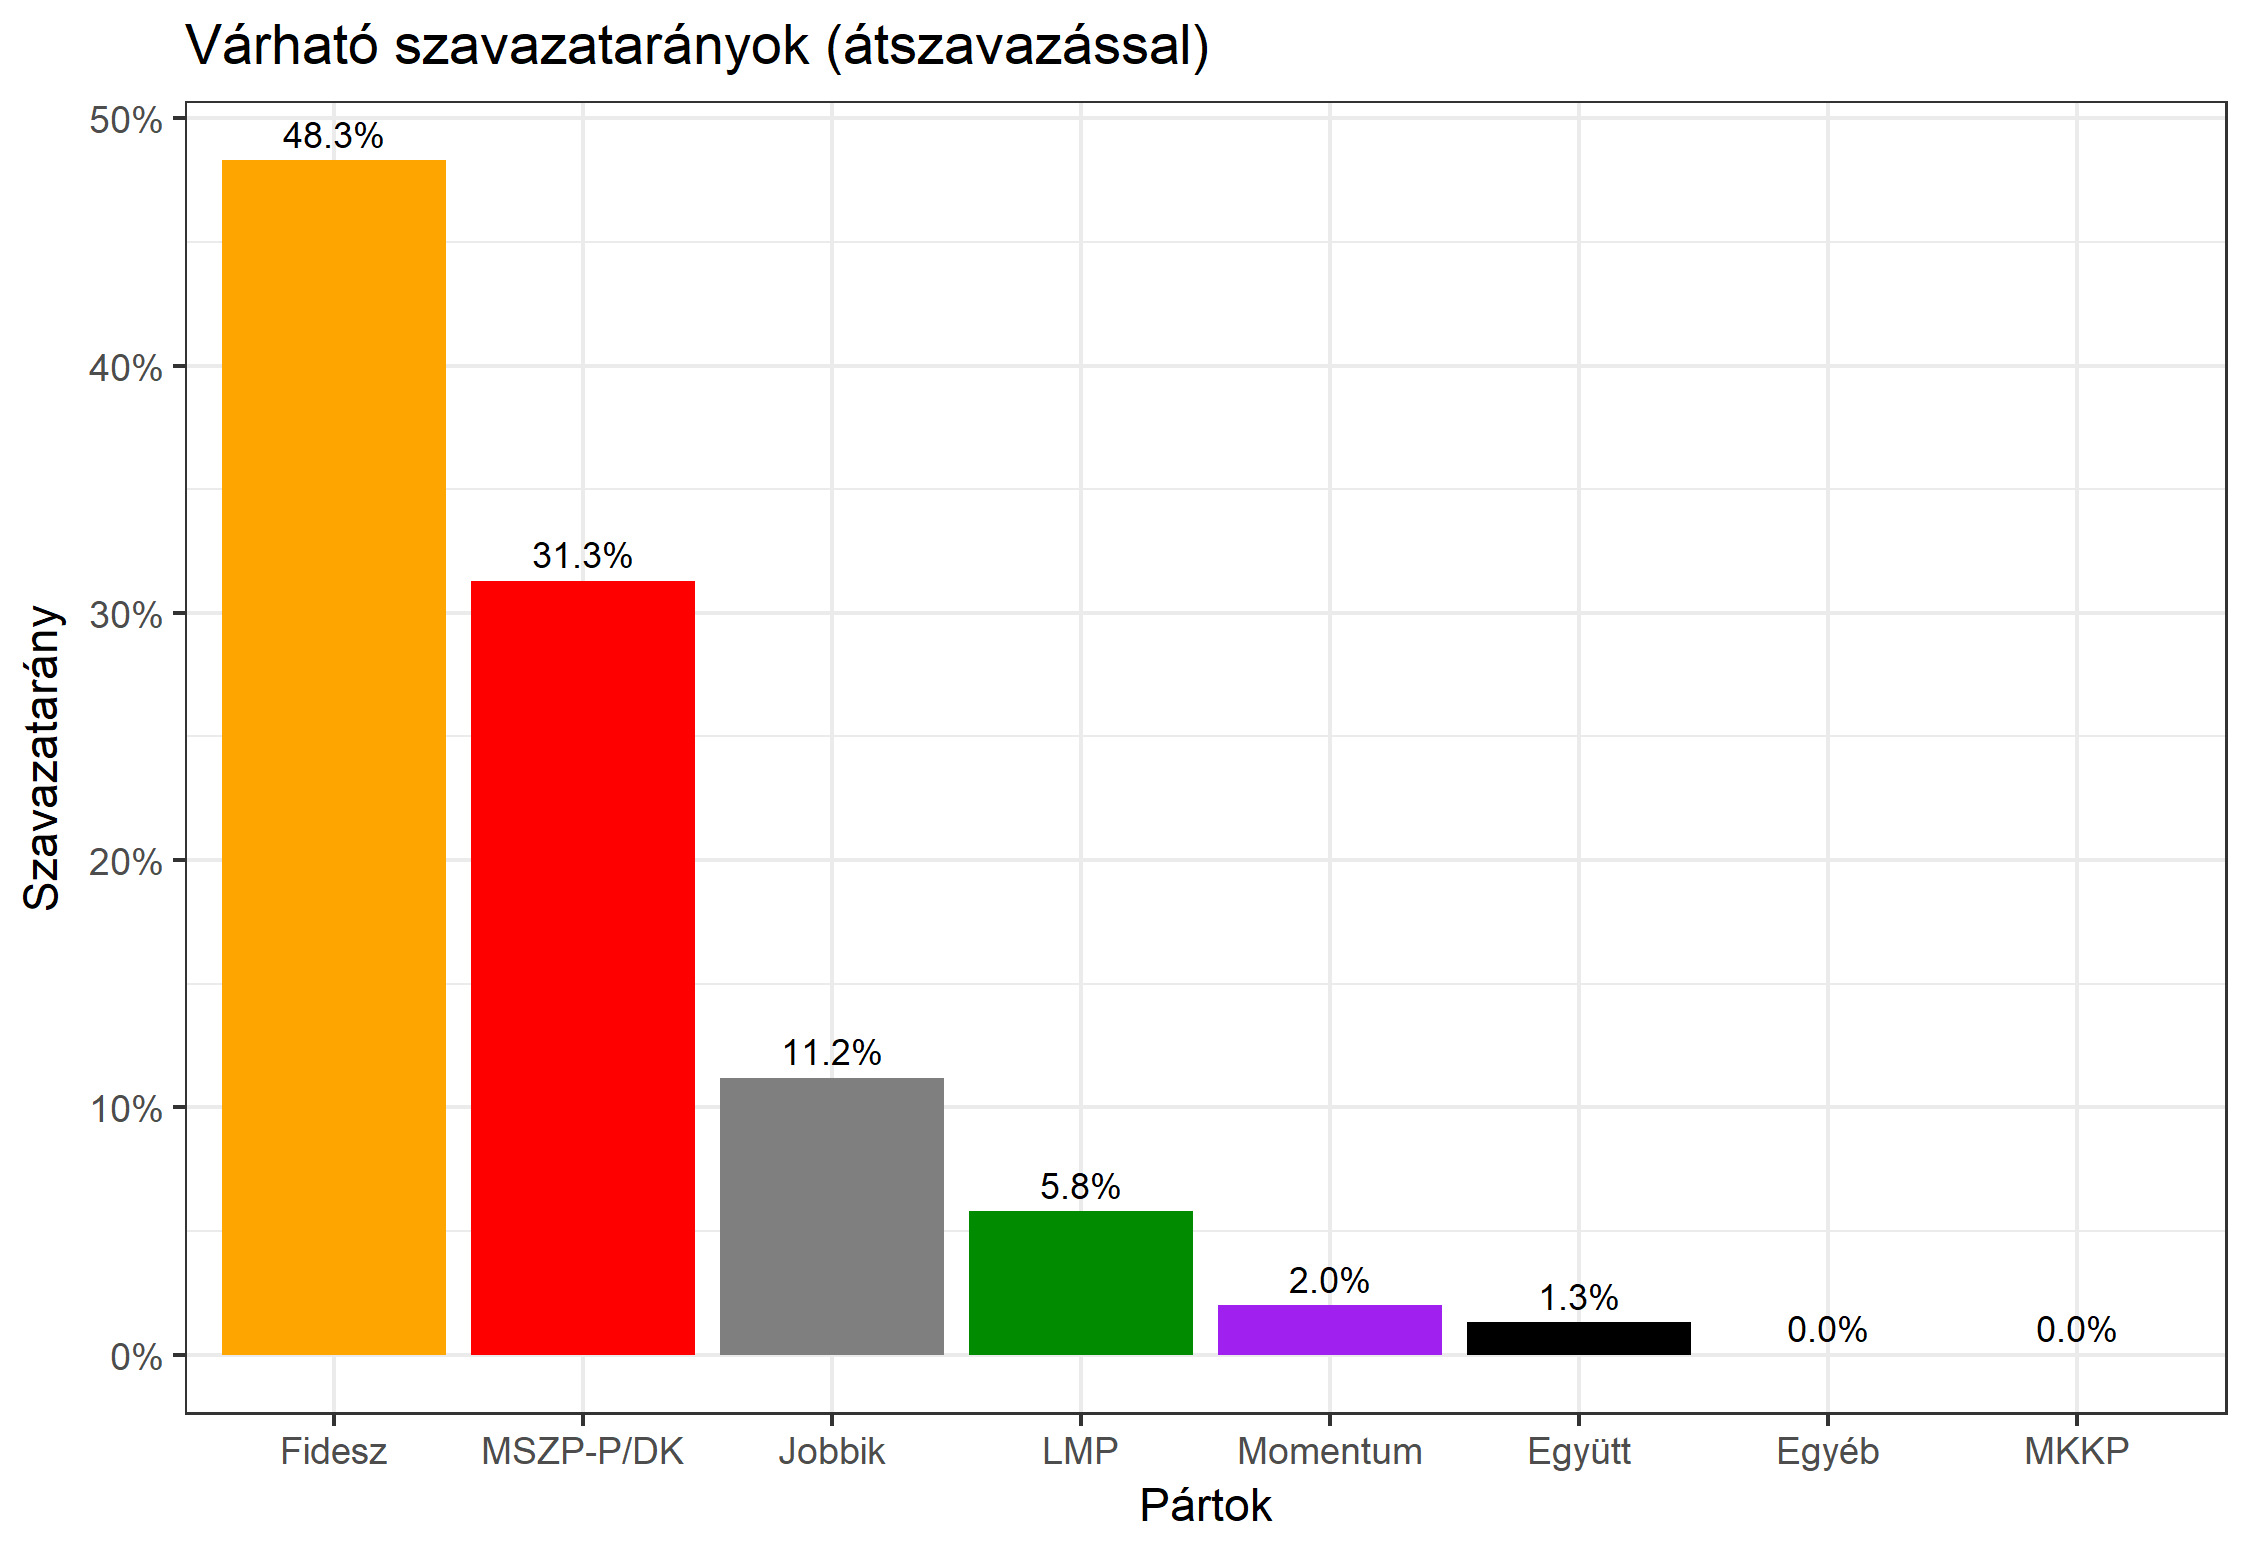 Várható szavazatarányok (átszavazással)
50%
40%
30%
20%
10%
0%
Szavazatarány
48.3%
31.3%
11.2%
5.8%
2.0%
1.3%
0.0%
0.0%
Fidesz
MSZP-P/DK
Jobbik
LMP
Momentum
Együtt
Egyéb
MKKP
Pártok